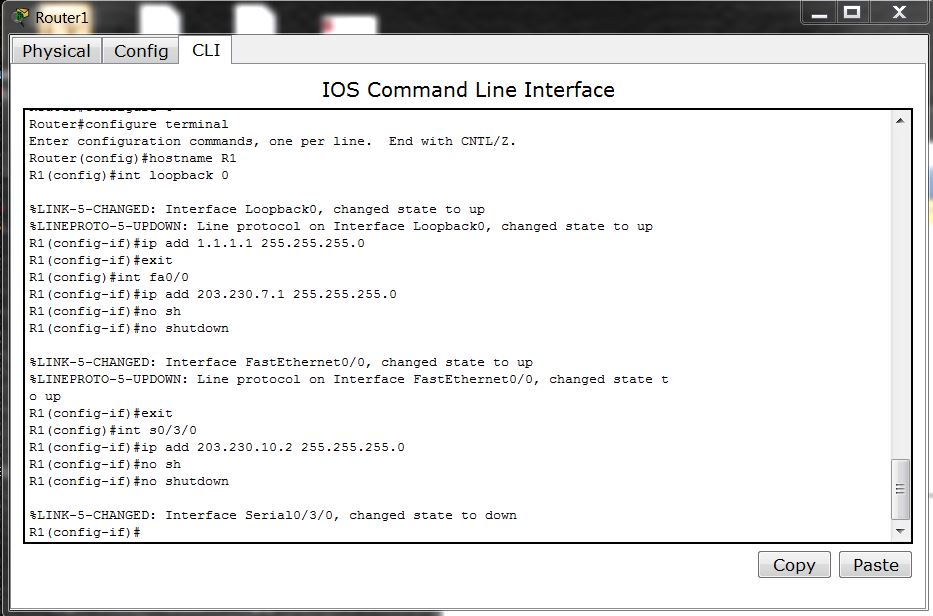 Router1
Physical Config CLI
IOS Command Line Interface
Router#configure terminal
Enter configuration commands, one per line.  End with CNTL/Z.
Router(config)#hostname R1
R1(config)#int loopback 0
%LINK-5-CHANGED: Interface Loopback0, changed state to up
%LINEPROTO-5-UPDOWN: Line protocol on Interface Loopback0, changed state to up
R1(config-if)#ip add 1.1.1.1 255.255.255.0
R1(config-if)#exit
R1(config)#int fa0/0
R1(config-if)#ip add 203.230.7.1 255.255.255.0
R1(config-if)#no sh
R1(config-if)#no shutdown
%LINK-5-CHANGED: Interface FastEthernet0/0, changed state to up
%LINEPROTO-5-UPDOWN: Line protocol on Interface FastEthernet0/0, changed state t
o up
R1(config-if)#exit
R1(config)#int s0/3/0
R1(config-if)#ip add 203.230.10.2 255.255.255.0
R1(config-if)#no sh
R1(config-if)#no shutdown
%LINK-5-CHANGED: Interface Serial0/3/0, changed state to down
R1(config-if)#
Copy Paste